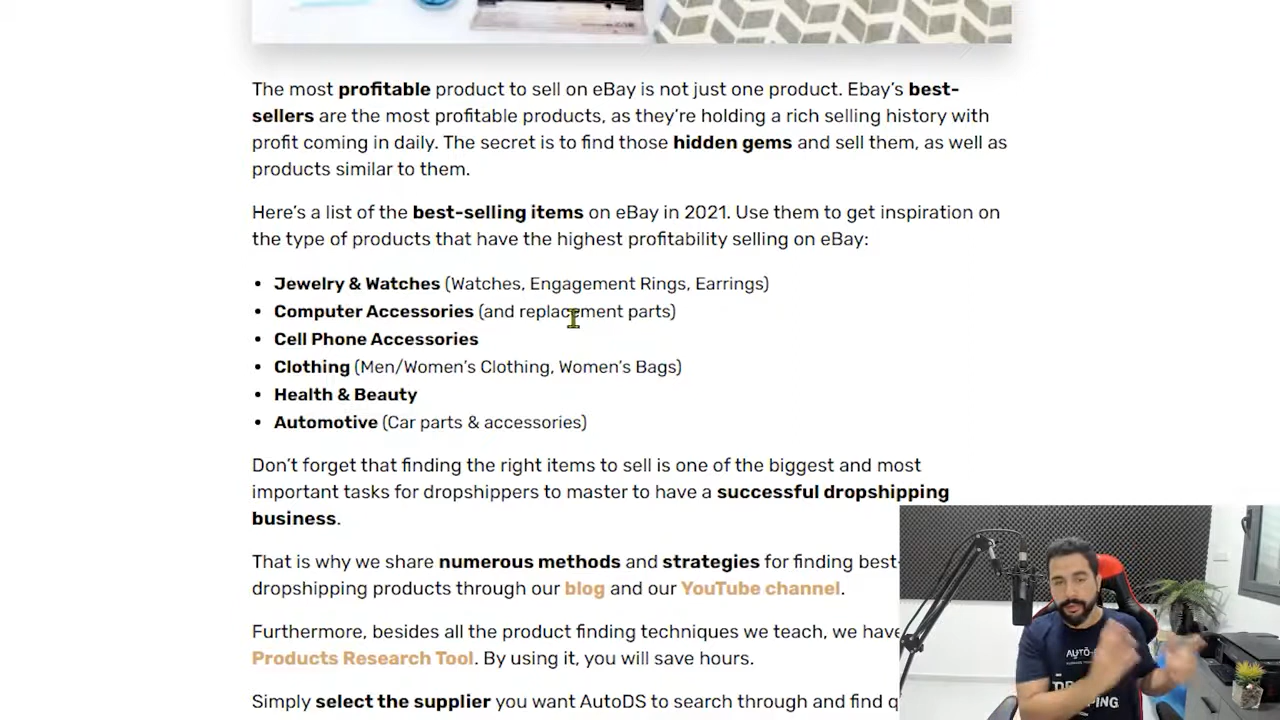 The most profitable product to sell on eBay is not just one product. Ebay’s best-
sellers are the most profitable products, as they’re holding a rich selling history with
profit coming in daily. The secret is to find those hidden gems and sell them, as well as
products similar to them.
Here’s a list of the best-selling items on eBay in 2021. Use them to get inspiration on
the type of products that have the highest profitability selling on eBay:
• Jewelry & Watches (Watches, Engagement Rings, Earrings)
• Computer Accessories (and replacement parts)
• Cell Phone Accessories
• Clothing (Men/Women’s Clothing, Women’s Bags)
• Health & Beauty
• Automotive (Car parts & accessories)
Don’t forget that finding the right items to sell is one of the biggest and most
important tasks for dropshippers to master to have a successful dropshipping
business.
That is why we share numerous methods and strategies for finding best-
dropshipping products through our blog and our YouTube channel.
Furthermore, besides all the product finding techniques we teach, we have
Products Research Tool. By using it, you will save hours.
Simply select the supplier you want AutoDS to search through and find q